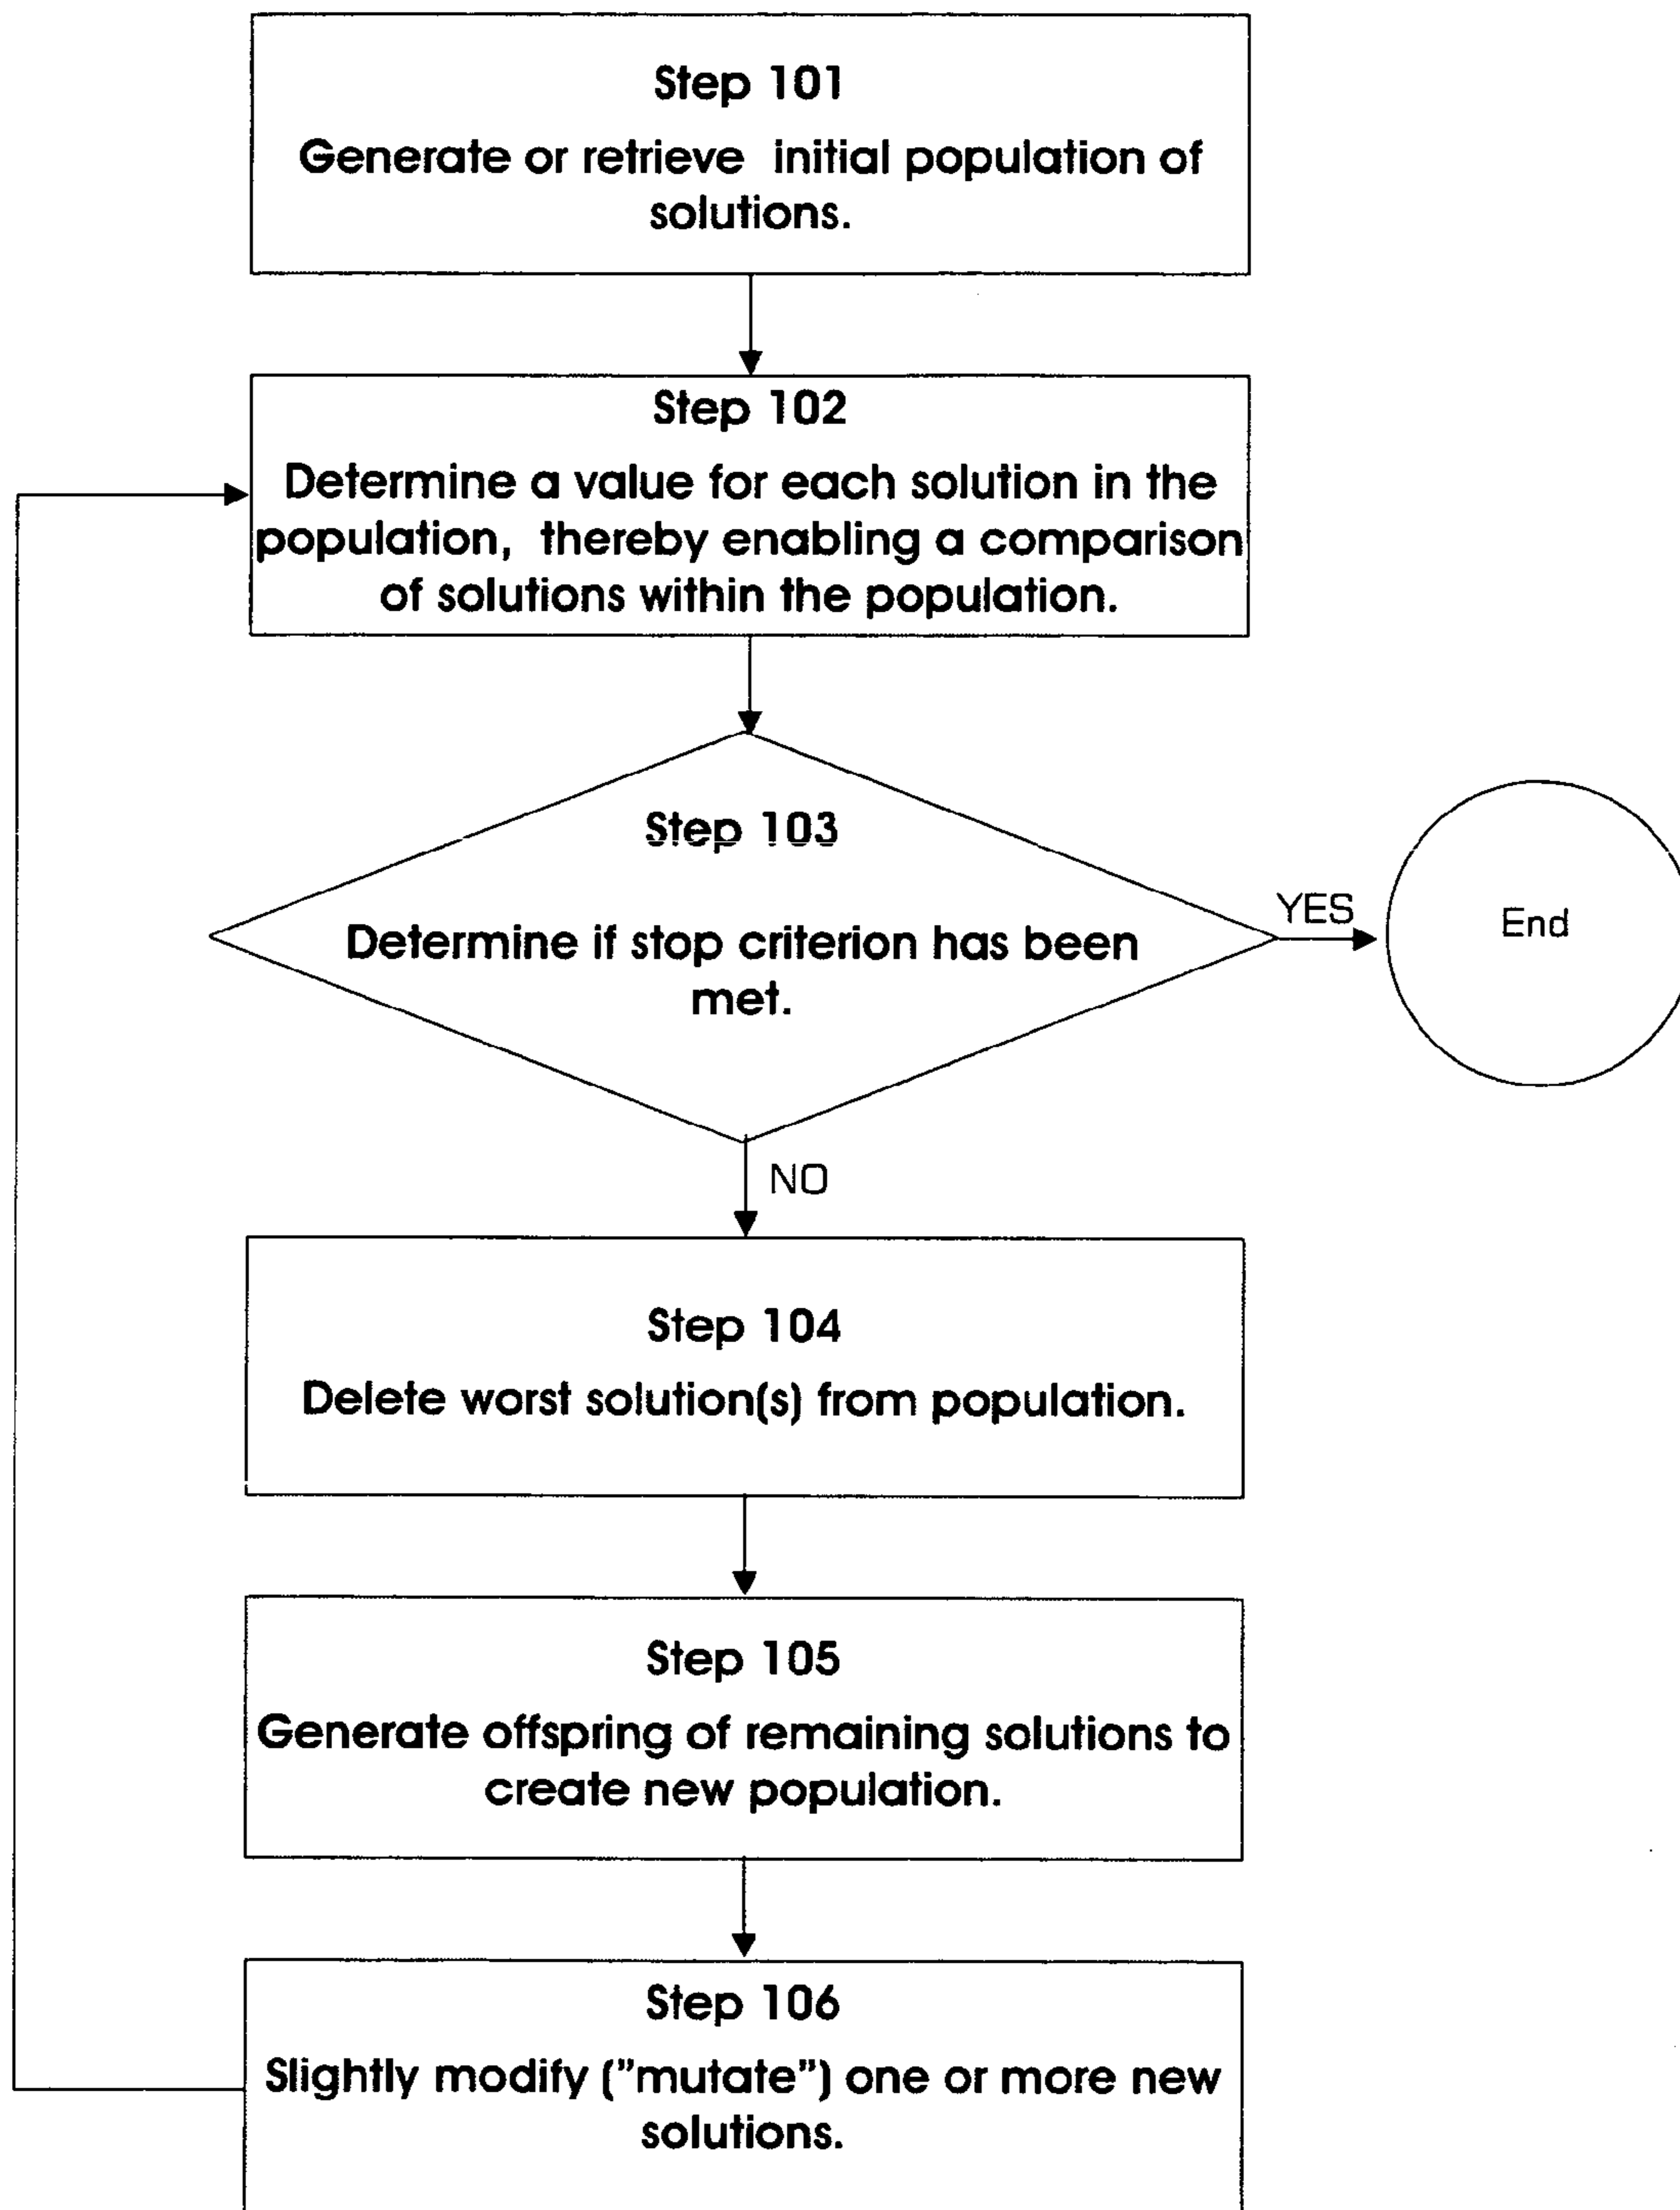 Step 101
Generate or retrieve initial population of
solutions.
Step 102
Determine a value for each solution in the
population, thereby enabling a comparison
of solutions within the population.
Step 103
Determine if stop criterion has been
met.
YES
End
NO
Step 104
Delete worst solution(s) from population.
Step 105
Generate offspring of remaining solutions to
create new population.
Step 106
Slightly modify ("mutate") one or more new
solutions.